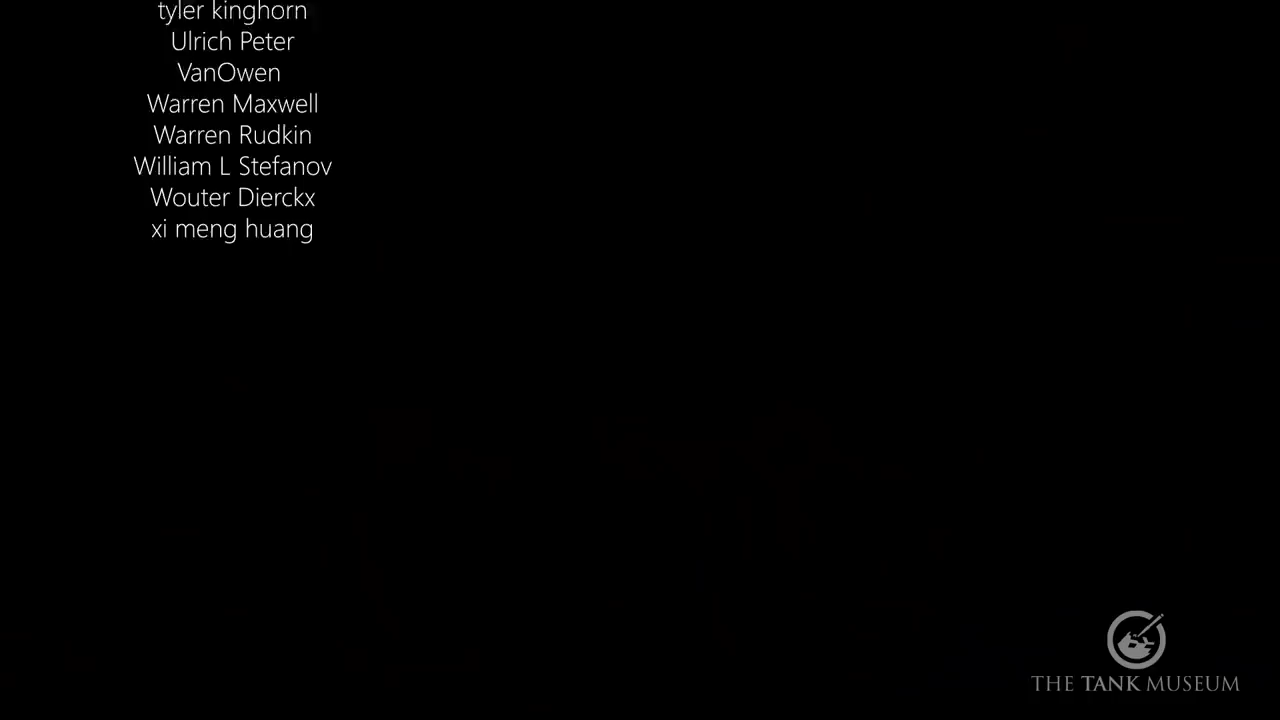 tyler kinghorn
Ulrich Peter
VanOwen
Warren Maxwell
Warren Rudkin
William L Stefanov
Wouter Dierckx
xi meng huang
THE TANK MUSEUM